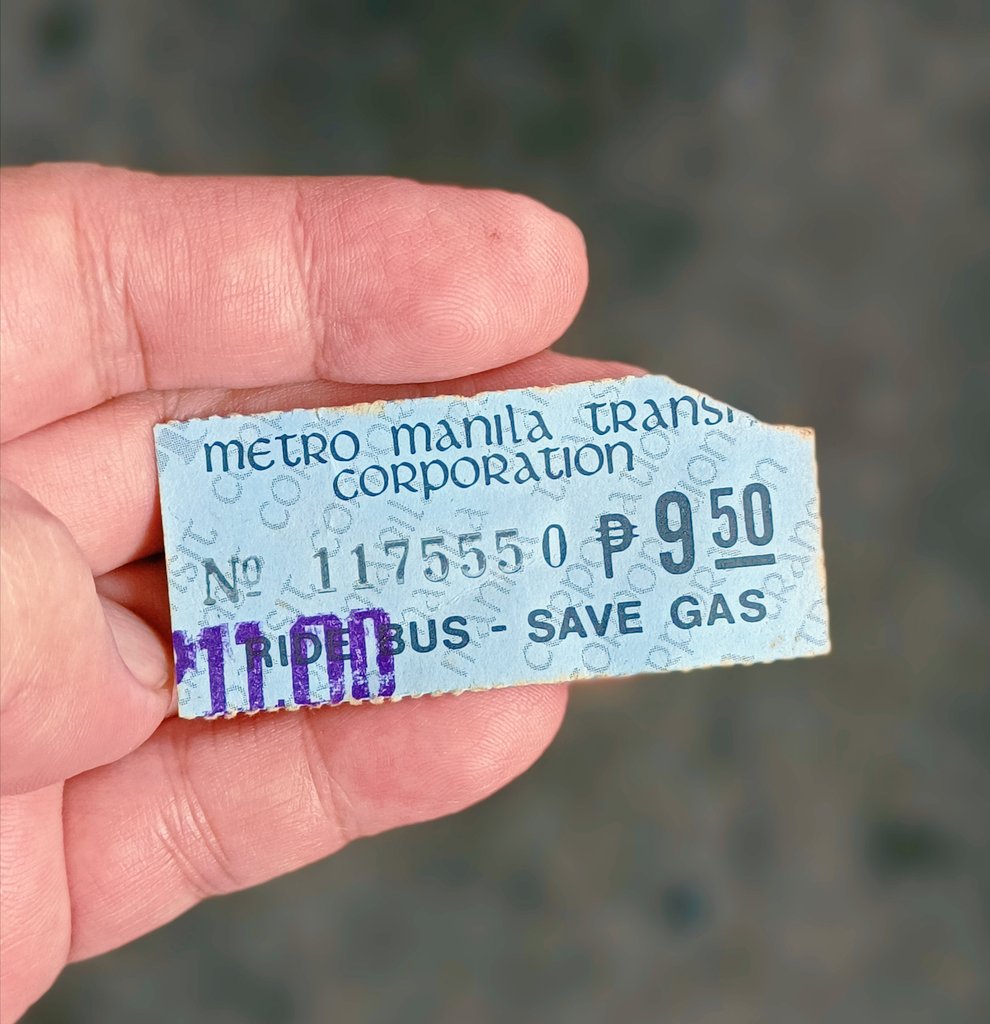 METRO MANILA TRANSI
CORPORATION
Nº 1175550 ₱9 50
RIDE BUS - SAVE GAS
₱11.00